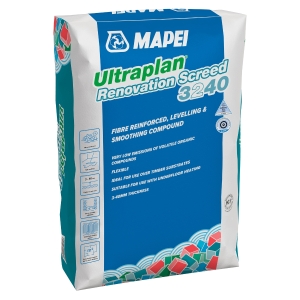 MAPEI
Ultraplan
Renovation Screed
3240
FIBRE REINFORCED, LEVELLING &
SMOOTHING COMPOUND
VERY LOW EMISSIONS OF VOLATILE ORGANIC
COMPOUNDS
FLEXIBLE
IDEAL FOR USE OVER TIMBER SUBSTRATES
SUITABLE FOR USE WITH UNDERFLOOR HEATING
3-40MM THICKNESS